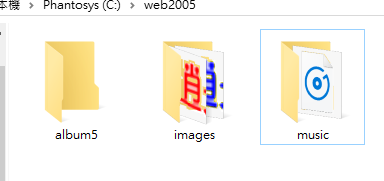 本機 › Phantosys (C:) › web2005
album5
images
music